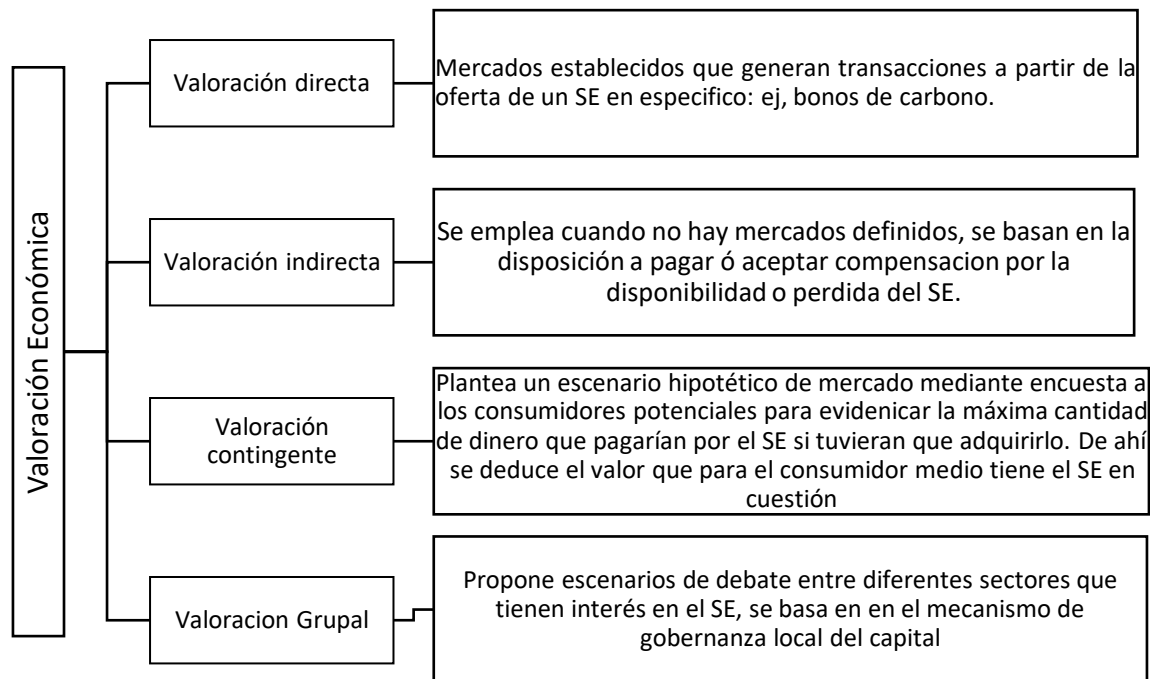 Valoración Económica
Valoración directa
Mercados establecidos que generan transacciones a partir de la
oferta de un SE en especifico: ej, bonos de carbono.
Valoración indirecta
Se emplea cuando no hay mercados definidos, se basan en la
disposición a pagar ó aceptar compensacion por la
disponibilidad o perdida del SE.
Valoración
contingente
Plantea un escenario hipotético de mercado mediante encuesta a
los consumidores potenciales para evidenicar la máxima cantidad
de dinero que pagarían por el SE si tuvieran que adquirirlo. De ahí
se deduce el valor que para el consumidor medio tiene el SE en
cuestión
Valoracion Grupal
Propone escenarios de debate entre diferentes sectores que
tienen interés en el SE, se basa en en el mecanismo de
gobernanza local del capital